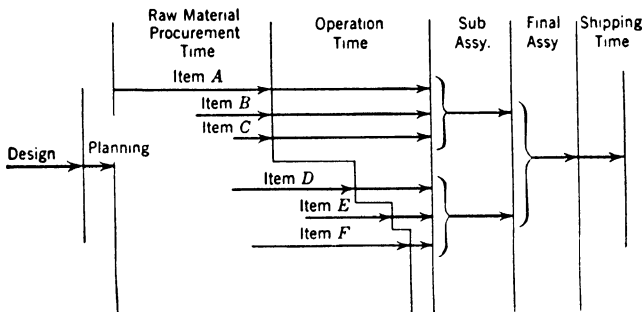 Raw Material
Procurement
Time
Operation
Time
Sub
Assy.
Final
Assy
Shipping
Time
Item A
Item B
Item C
Design
Planning
Item D
Item E
Item F